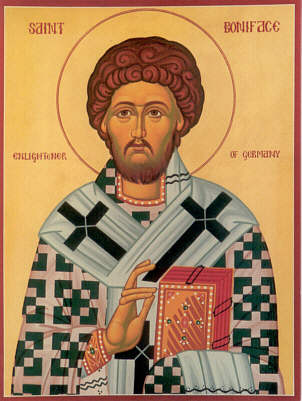 SAINT BONIFACE
ENLIGHTENER OF GERMANY